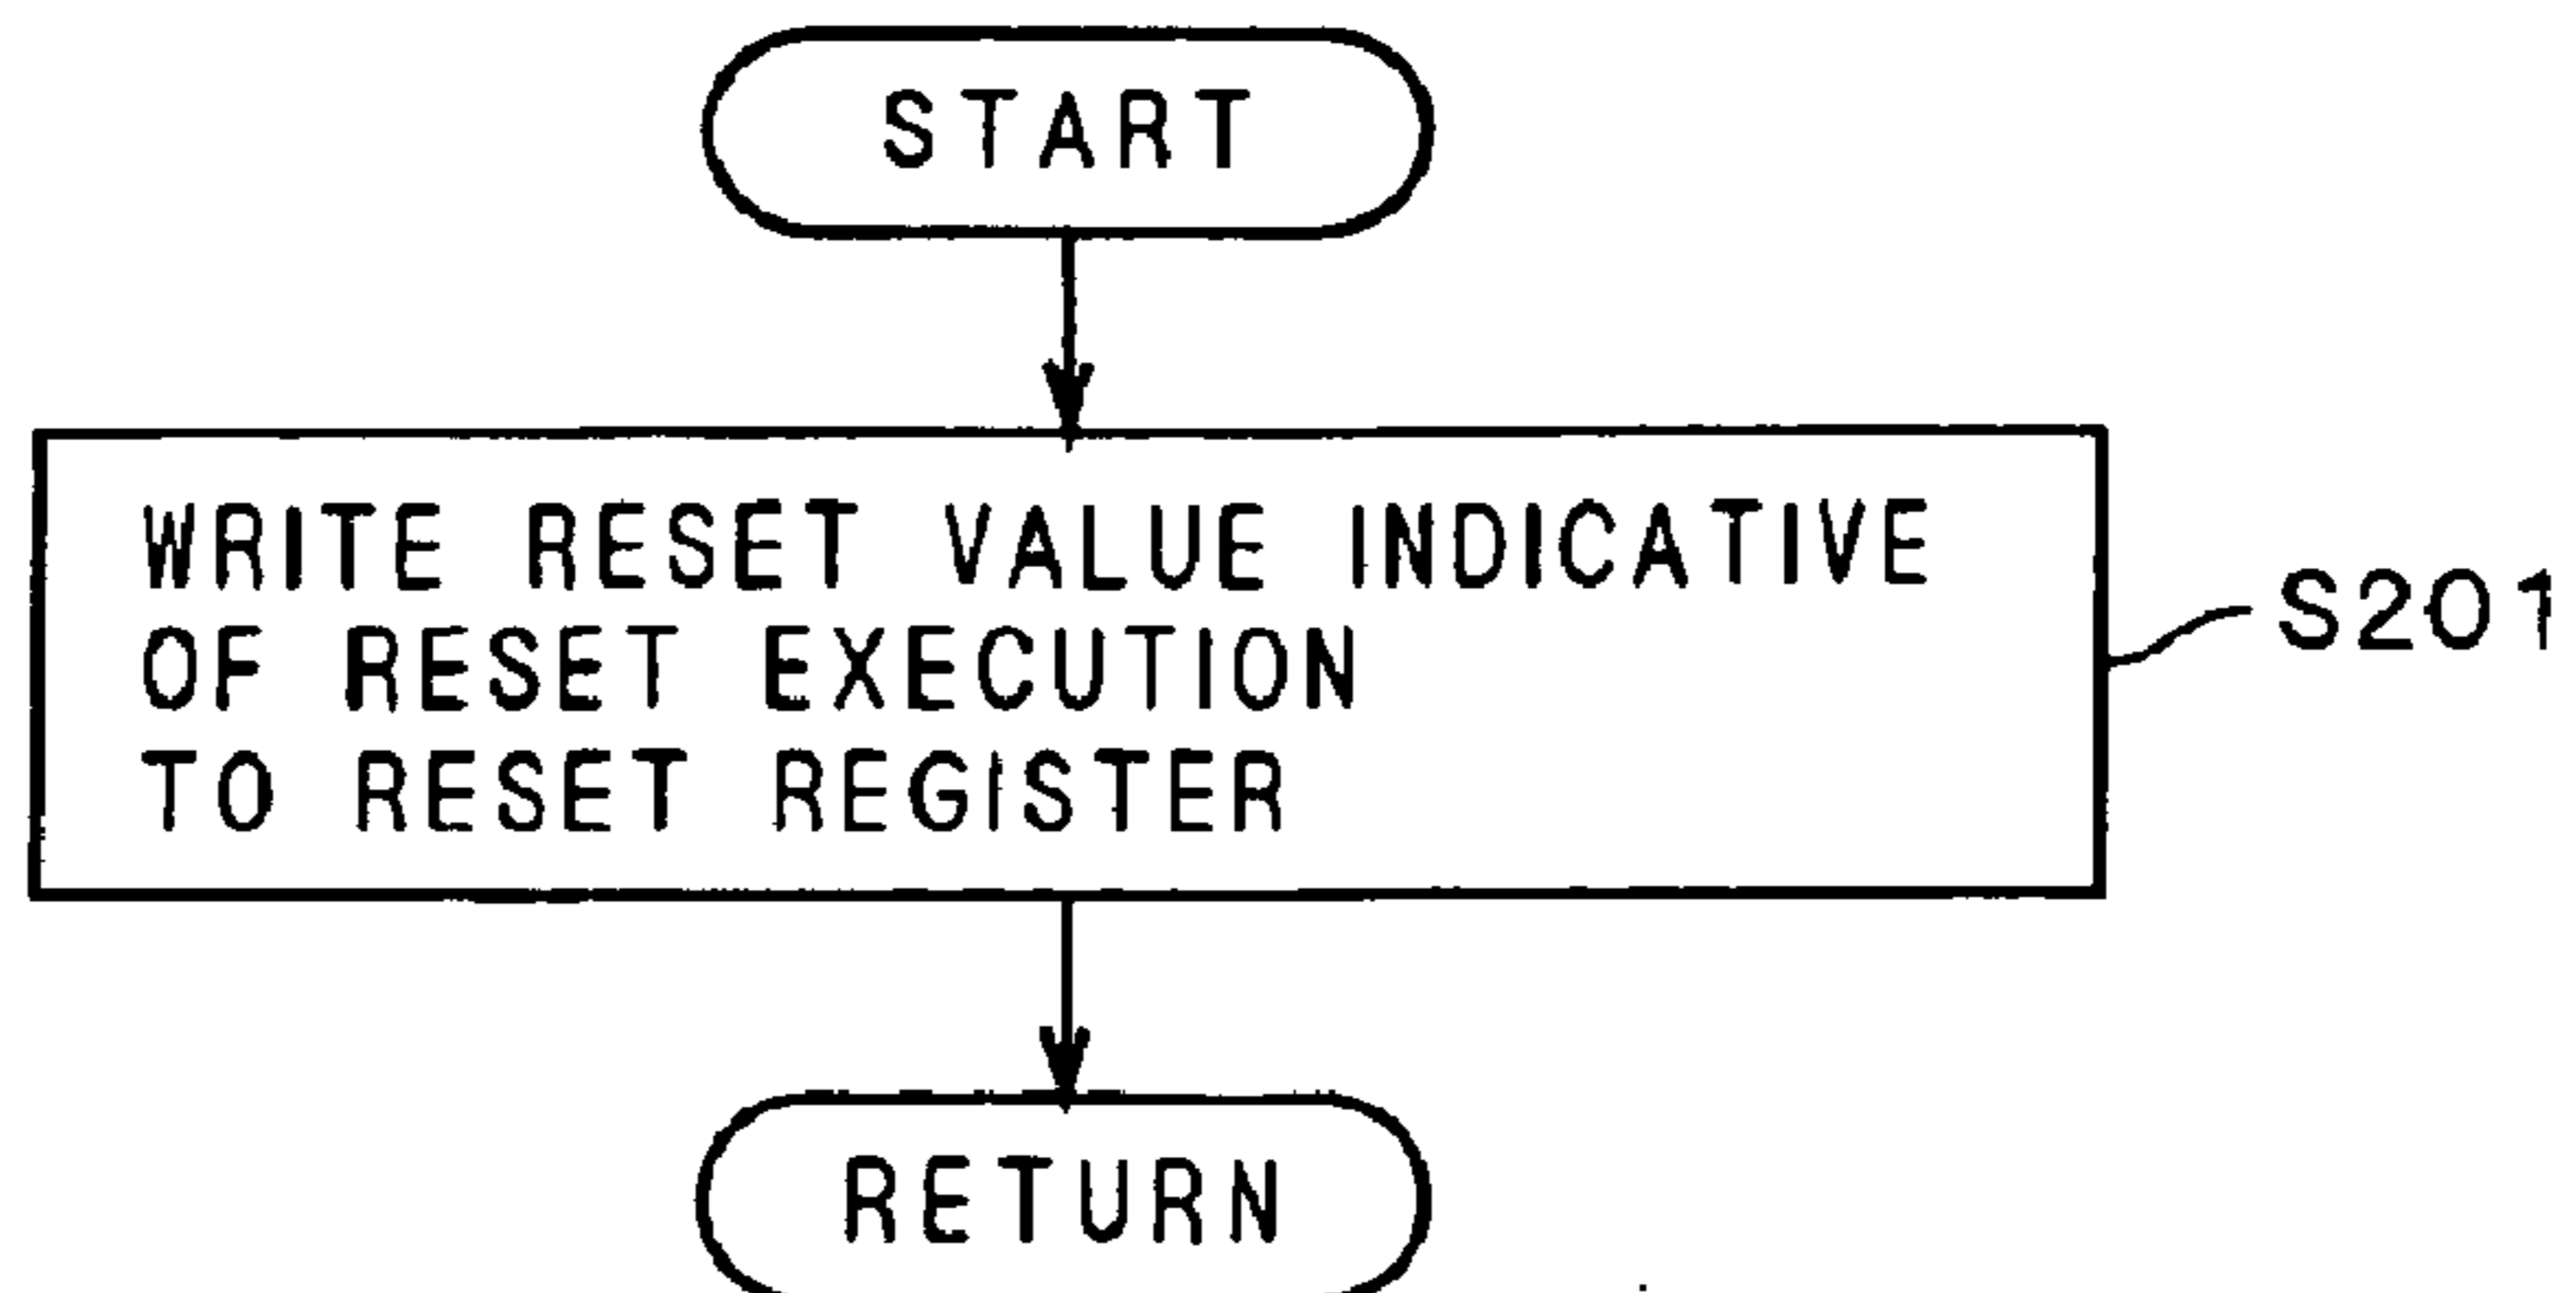 START
WRITE RESET VALUE INDICATIVE
OF RESET EXECUTION
TO RESET REGISTER
S201
RETURN